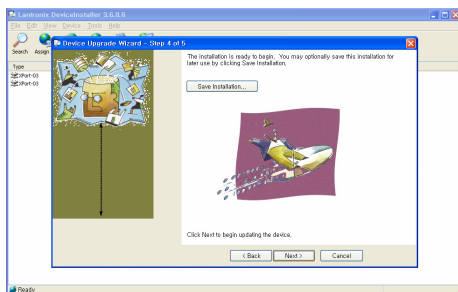 Lantronix DeviceInstaller 3.6.0.6
File Edit View Device Tools Help
Search Assign
Device Upgrade Wizard - Step 4 of 5
Type
XPort-03
XPort-03
The installation is ready to begin. You may optionally save this installation for
later use by clicking Save Installation.
Save Installation...
Click Next to begin updating the device.
< Back Next > Cancel
Ready